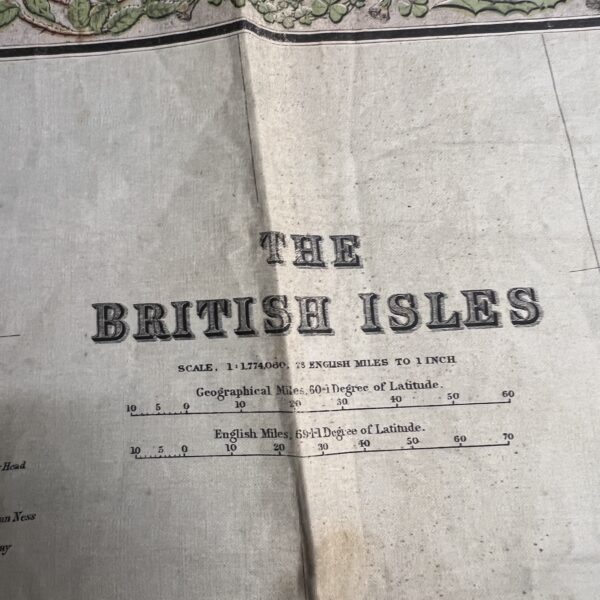 THE
BRITISH ISLES
SCALE, 1:1,774,080, 28 ENGLISH MILES TO 1 INCH
Geographical Miles, 60=1 Degree of Latitude.
10 5 0 10 20 30 40 50 60
English Miles, 69·1=1 Degree of Latitude.
10 5 0 10 20 30 40 50 60 70
Head
Ness